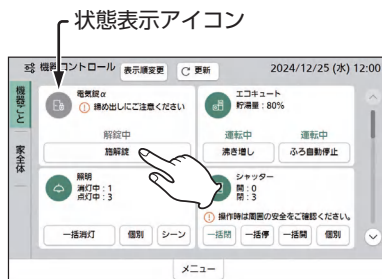 状態表示アイコン
機器コントロール 表示順変更 更新 2024/12/25 (水) 12:00
機器ごと
家全体
電気錠α
締め出しにご注意ください
解錠中
施解錠
エコキュート
貯湯量：80%
運転中 運転中
沸き増し ふろ自動停止
照明
消灯中：1
点灯中：3
一括消灯 個別 シーン
シャッター
開：0
閉：3
操作時は周囲の安全をご確認ください。
一括閉 一括停 一括開 個別
メニュー